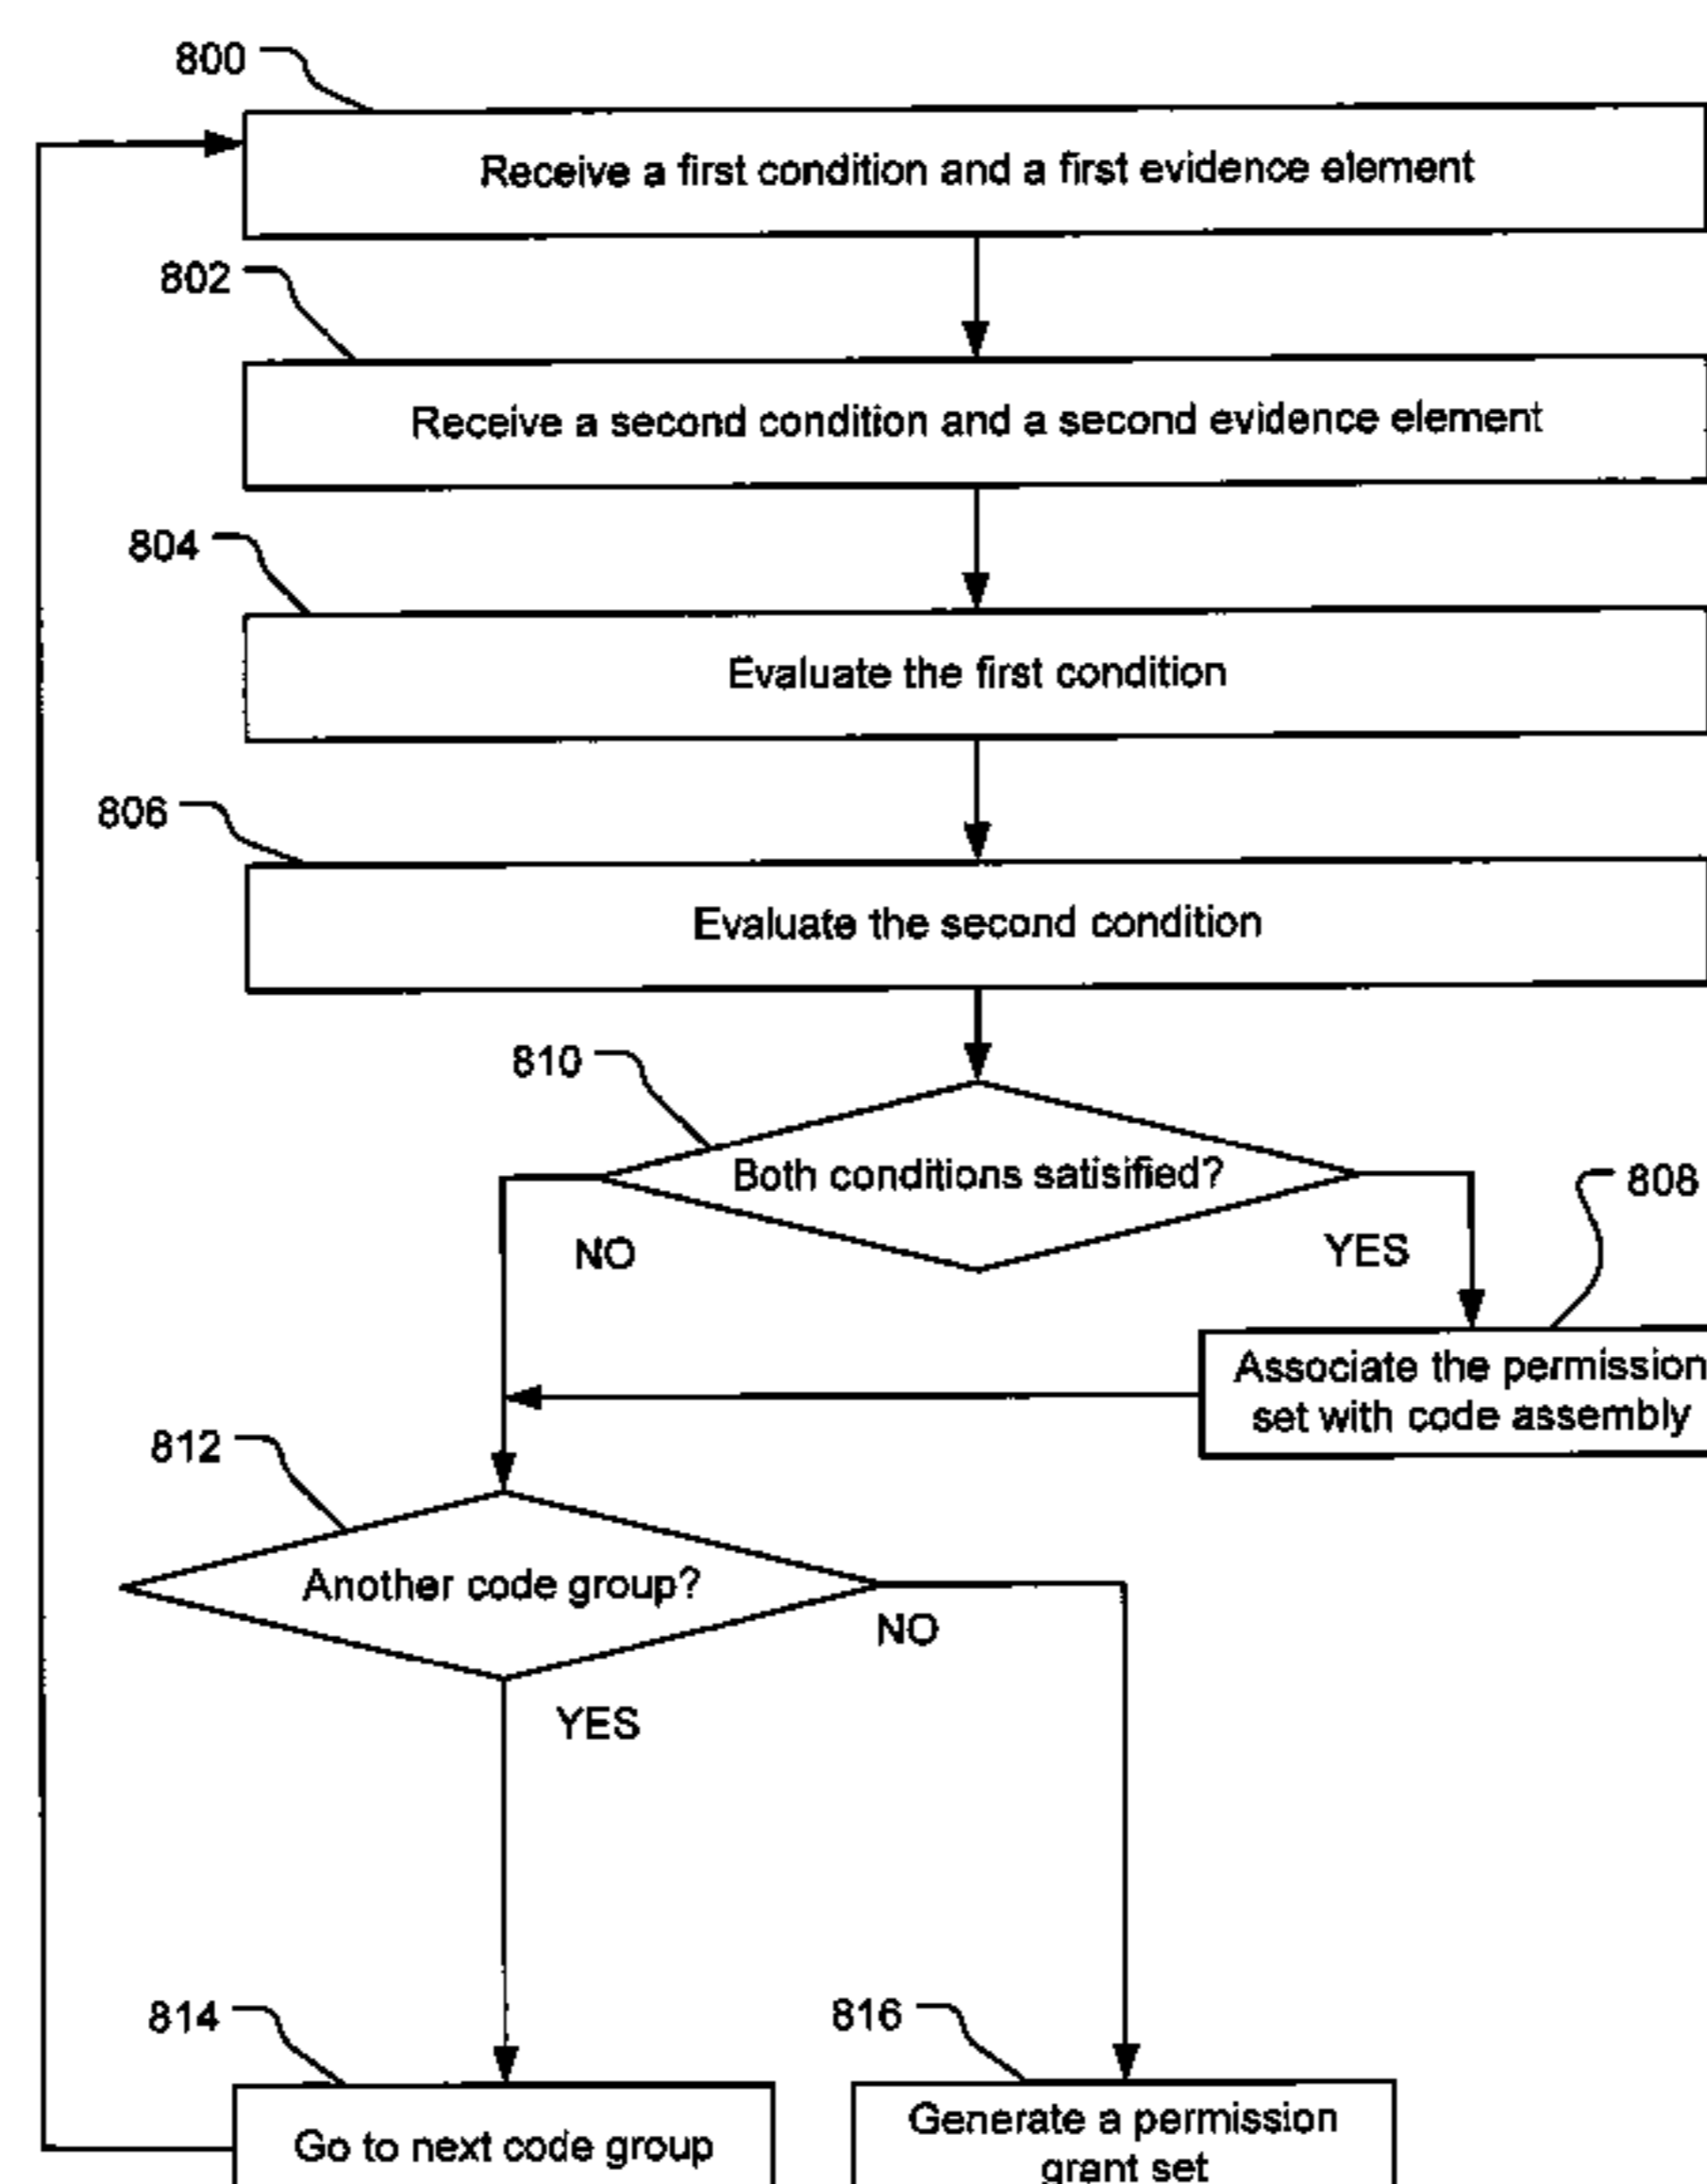 800
Receive a first condition and a first evidence element
802
Receive a second condition and a second evidence element
804
Evaluate the first condition
806
Evaluate the second condition
810
Both conditions satisified?
808
NO
YES
Associate the permission
set with code assembly
812
Another code group?
NO
YES
814
816
Go to next code group
Generate a permission
grant set